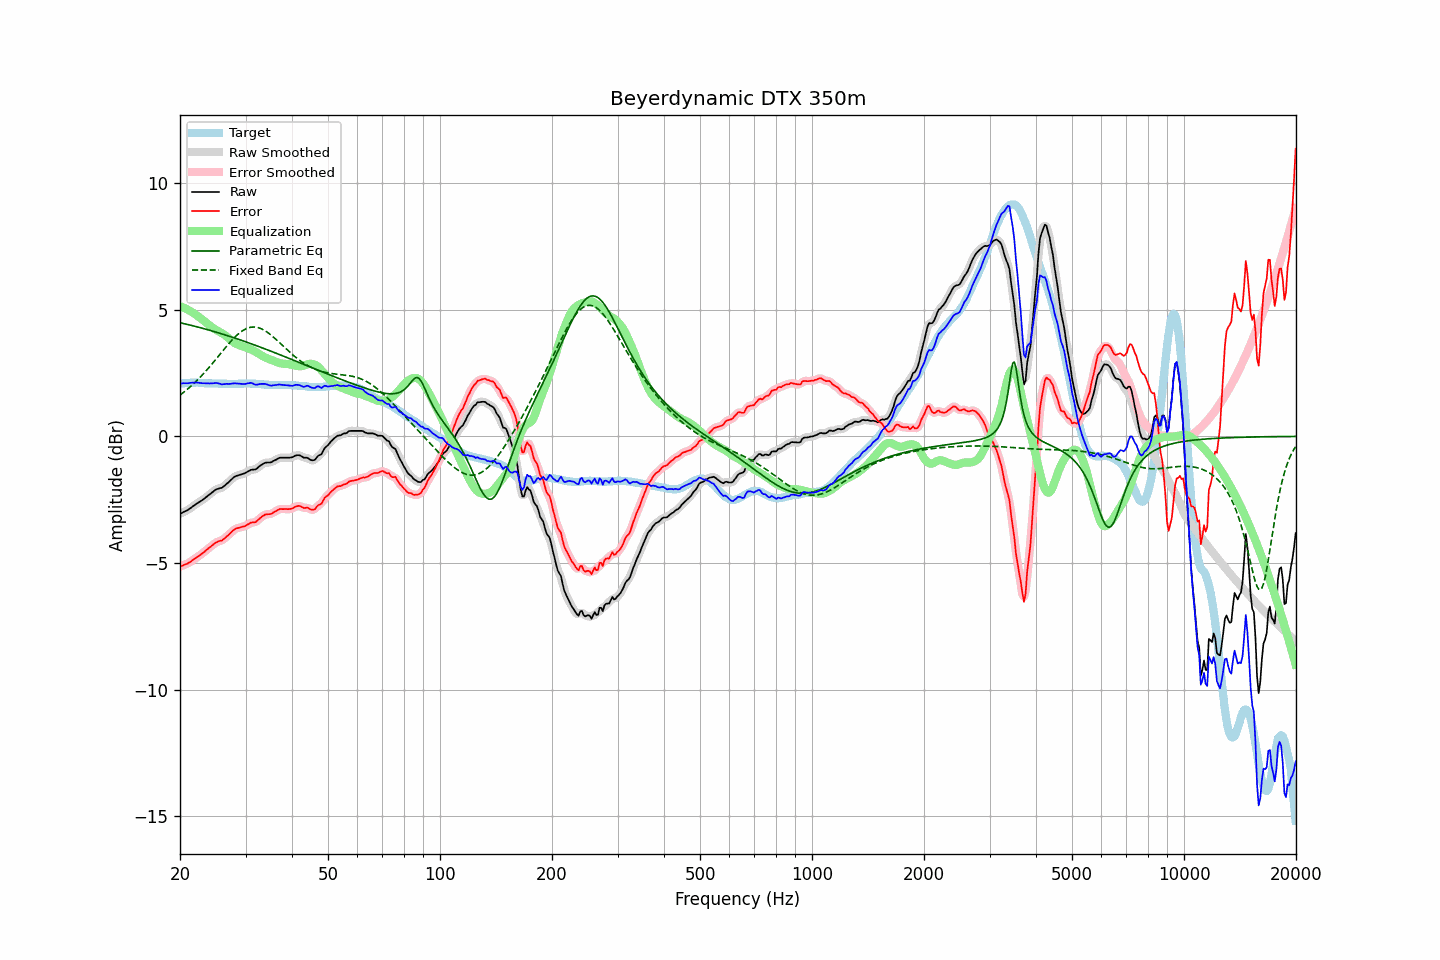 Beyerdynamic DTX 350m
Target
Raw Smoothed
Error Smoothed
Raw
Error
Equalization
Parametric Eq
Fixed Band Eq
Equalized
Amplitude (dBr)
10
5
0
−5
−10
−15
20 50 100 200 500 1000 2000 5000 10000 20000
Frequency (Hz)